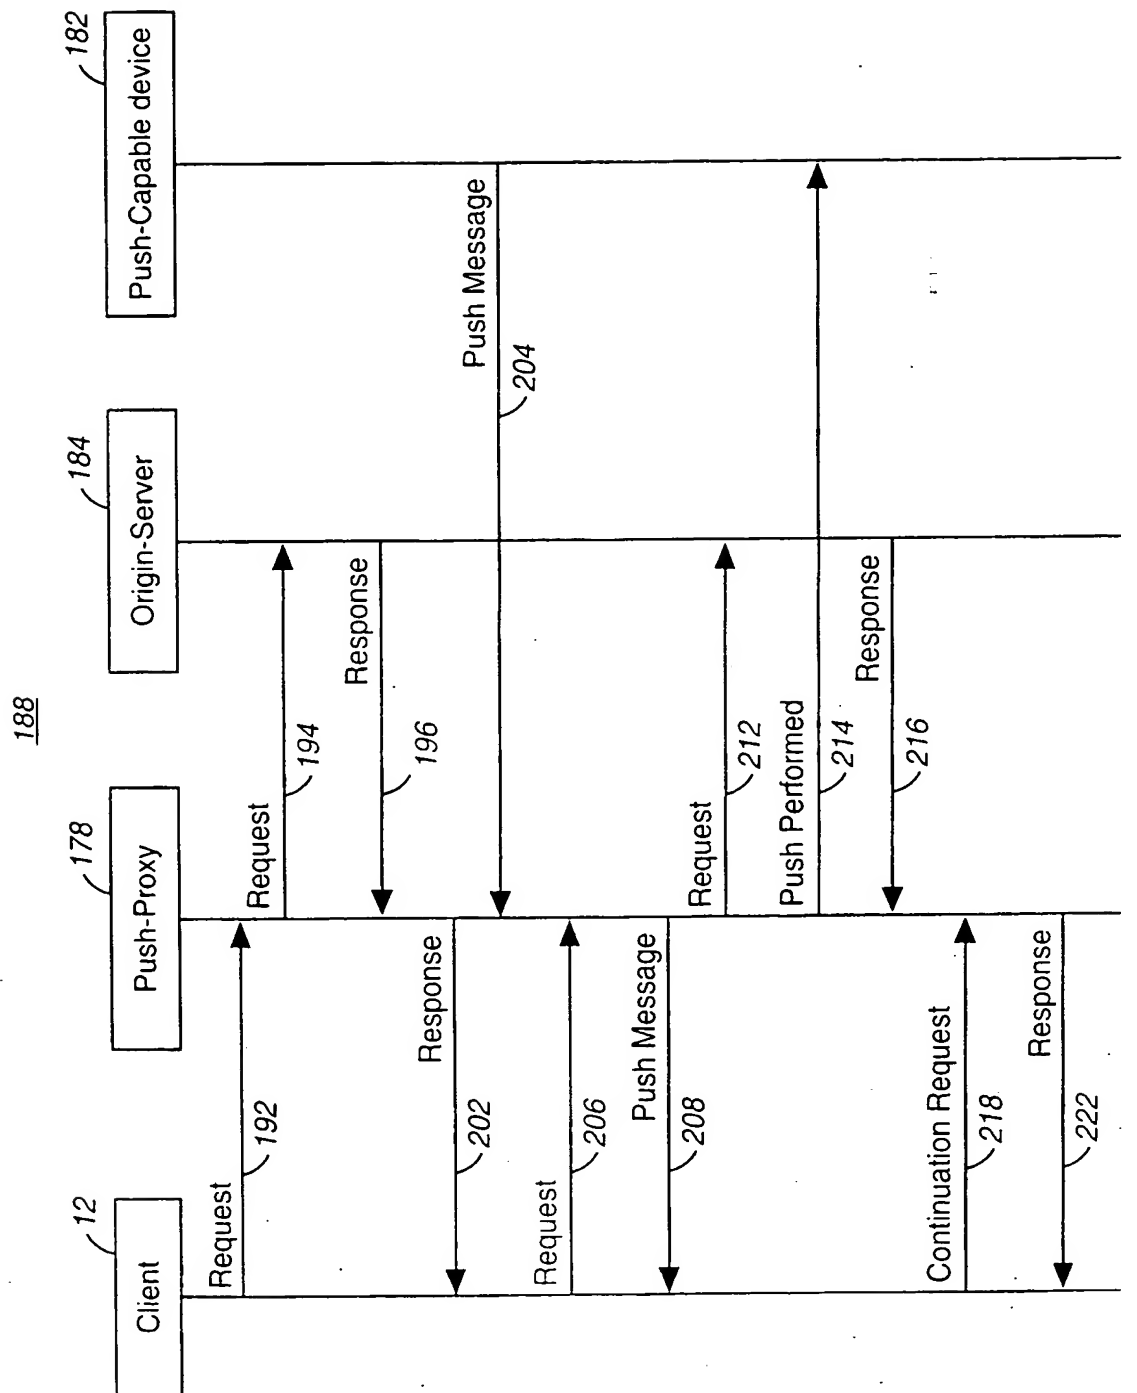 188
12
178
184
182
Client
Push-Proxy
Origin-Server
Push-Capable device
Request
192
Request
194
Response
196
Response
202
Push Message
204
Request
206
Push Message
208
Request
212
Push Performed
214
Response
216
Continuation Request
218
Response
222